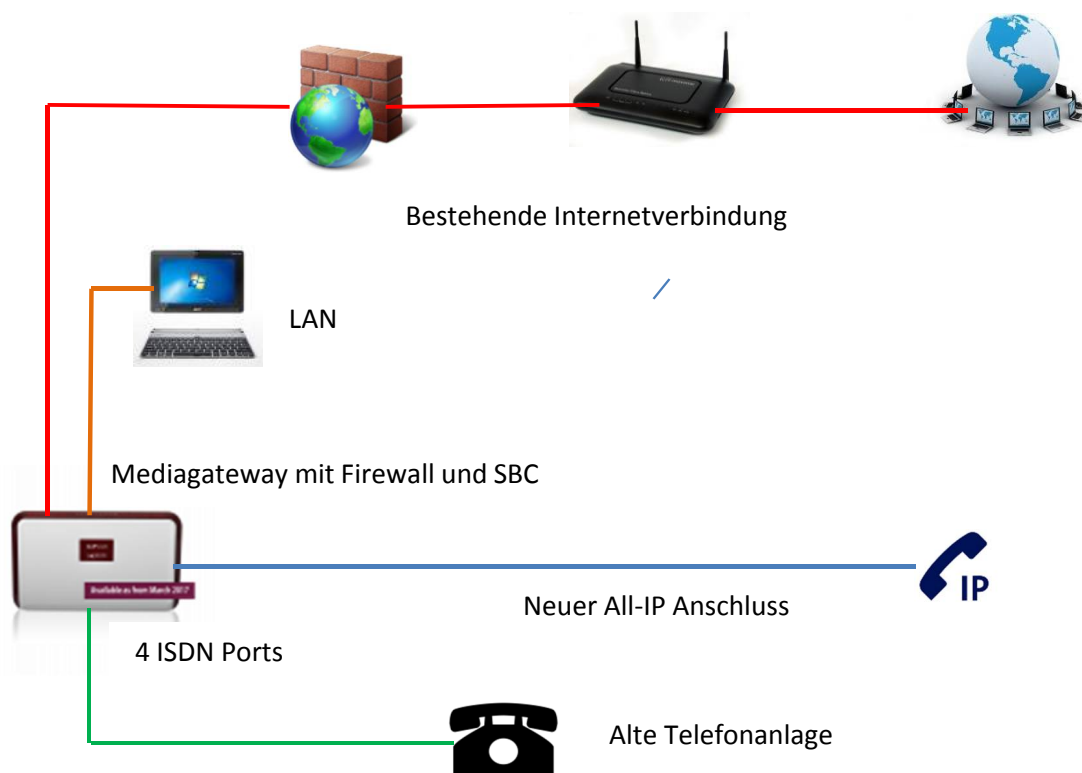 Bestehende Internetverbindung
LAN
Mediagateway mit Firewall und SBC
Available as from March 2017
Neuer All-IP Anschluss
IP
4 ISDN Ports
Alte Telefonanlage